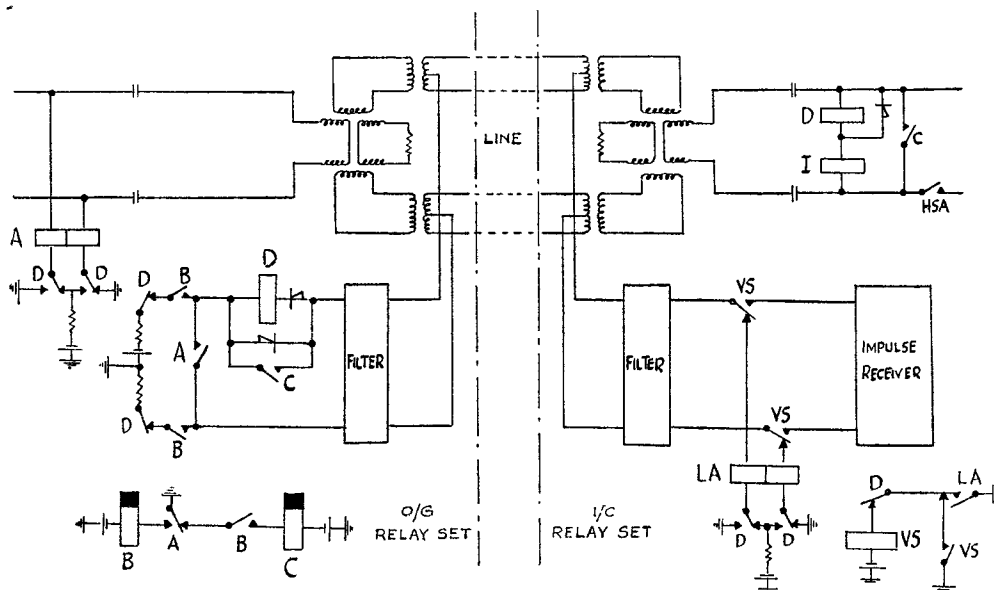 LINE
D
I
C
HSA
A
D
D
D
B
D
A
C
D
B
FILTER
FILTER
VS
VS
IMPULSE
RECEIVER
LA
D
D
D
LA
VS
VS
B
A
B
C
O/G
RELAY SET
I/C
RELAY SET